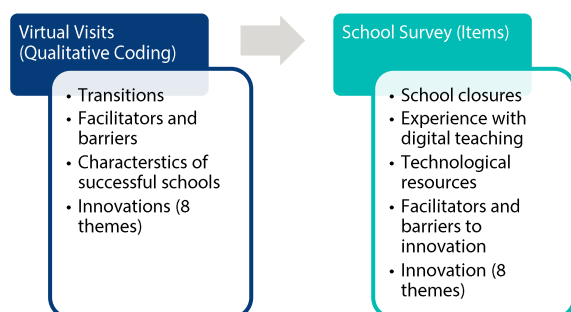 Virtual Visits
(Qualitative Coding)
• Transitions
• Facilitators and
barriers
• Characterstics of
successful schools
• Innovations (8
themes)
School Survey (Items)
• School closures
• Experience with
digital teaching
• Technological
resources
• Facilitators and
barriers to
innovation
• Innovation (8
themes)